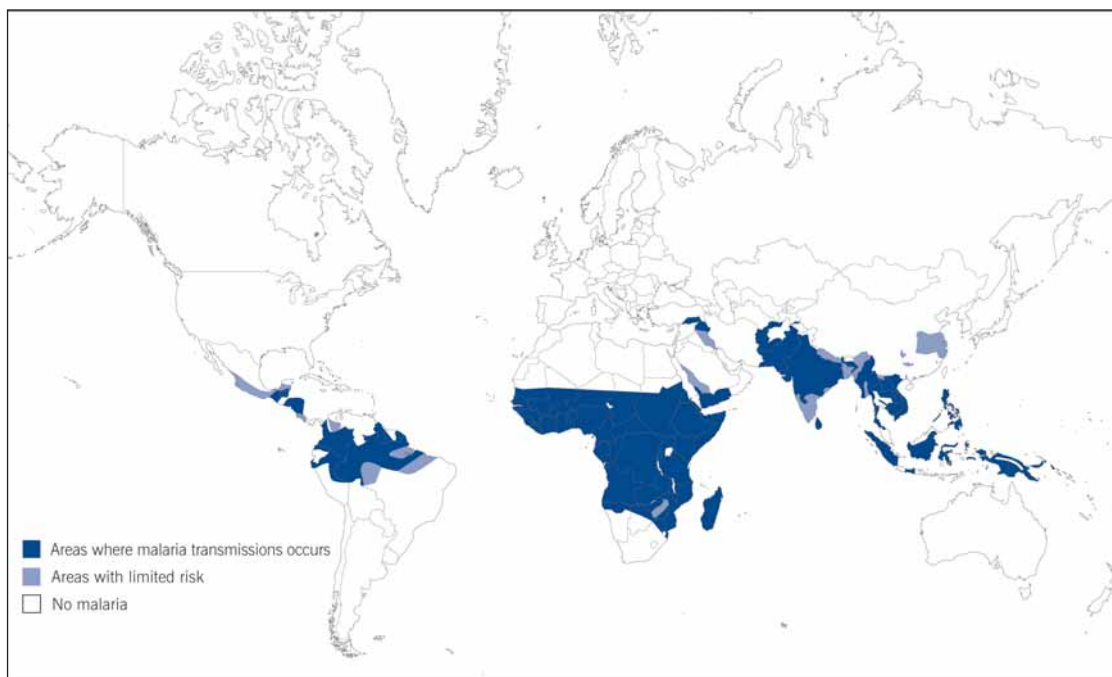 Areas where malaria transmissions occurs
Areas with limited risk
No malaria